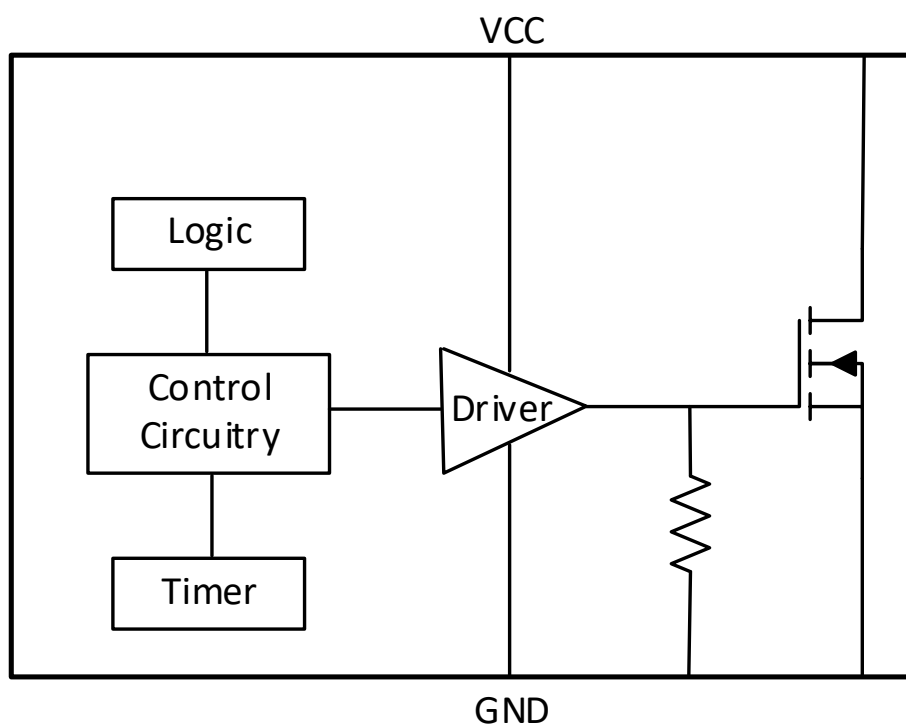 VCC
Logic
Control
Circuitry
Driver
Timer
GND